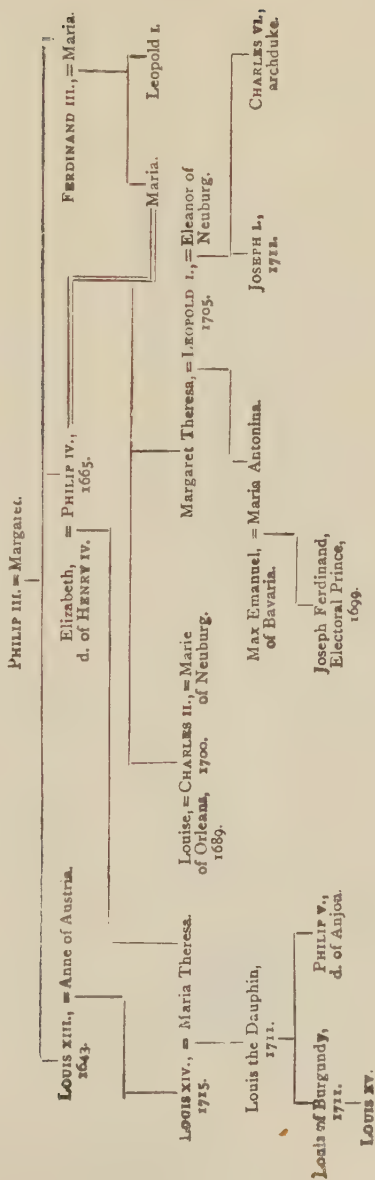 PHILIP III. = Margaret.
LOUIS XIII., = Anne of Austria.
1643.
Elizabeth, = PHILIP IV.,
d. of HENRY IV. 1665.
FERDINAND III., = Maria.
Maria. Leopold I.
LOUIS XIV., = Maria Theresa.
1715.
Louise, = CHARLES II., = Marie
of Orleans, 1700. of Neuburg.
1689.
Margaret Theresa, = LEOPOLD I., = Eleanor of
1705. Neuburg.
Louis the Dauphin,
1711.
Max Emanuel, = Maria Antonina.
of Bavaria.
JOSEPH I., CHARLES VI.,
1712. archduke.
Louis of Burgundy, PHILIP V.,
1711. d. of Anjou.
Joseph Ferdinand,
Electoral Prince,
1699.
LOUIS XV.